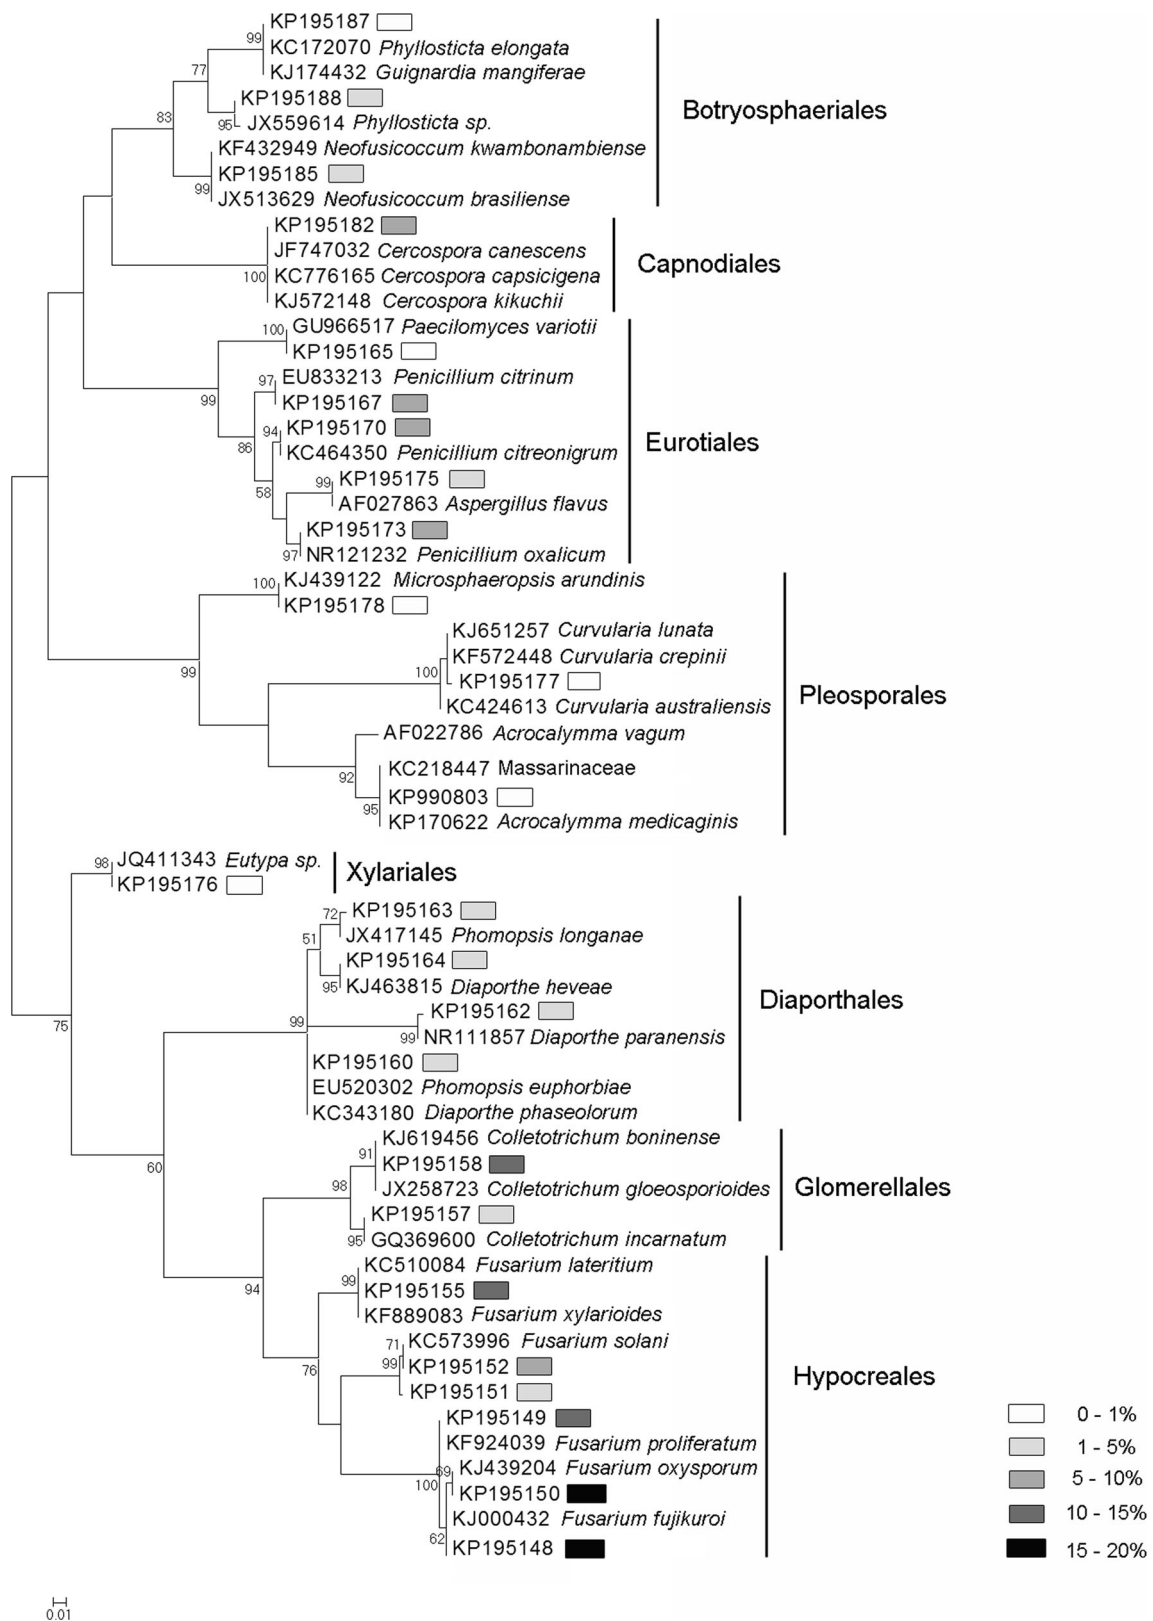 KP195187
99
KC172070 Phyllosticta elongata
77
KJ174432 Guignardia mangiferae
KP195188
83
Botryosphaeriales
95
JX559614 Phyllosticta sp.
KF432949 Neofusicoccum kwambonambiense
KP195185
99
JX513629 Neofusicoccum brasiliense
KP195182
JF747032 Cercospora canescens
Capnodiales
100
KC776165 Cercospora capsicigena
KJ572148 Cercospora kikuchii
100
GU966517 Paecilomyces variotii
KP195165
97
EU833213 Penicillium citrinum
99
KP195167
94
KP195170
Eurotiales
86
KC464350 Penicillium citreonigrum
99
KP195175
58
AF027863 Aspergillus flavus
KP195173
97
NR121232 Penicillium oxalicum
100
KJ439122 Microsphaeropsis arundinis
KP195178
KJ651257 Curvularia lunata
KF572448 Curvularia crepinii
99
100
KP195177
Pleosporales
KC424613 Curvularia australiensis
AF022786 Acrocalymma vagum
KC218447 Massarinaceae
92
KP990803
95
KP170622 Acrocalymma medicaginis
98
JQ411343 Eutypa sp.
Xylariales
KP195176
72
KP195163
51
JX417145 Phomopsis longanae
KP195164
95
KJ463815 Diaporthe heveae
Diaporthales
75
99
KP195162
99
NR111857 Diaporthe paranensis
KP195160
EU520302 Phomopsis euphorbiae
KC343180 Diaporthe phaseolorum
KJ619456 Colletotrichum boninense
60
91
KP195158
98
JX258723 Colletotrichum gloeosporioides
Glomerellales
KP195157
95
GQ369600 Colletotrichum incarnatum
KC510084 Fusarium lateritium
94
99
KP195155
KF889083 Fusarium xylarioides
71
KC573996 Fusarium solani
76
99
KP195152
Hypocreales
KP195151
KP195149
0 - 1%
KF924039 Fusarium proliferatum
1 - 5%
69
KJ439204 Fusarium oxysporum
5 - 10%
100
KP195150
10 - 15%
KJ000432 Fusarium fujikuroi
62
KP195148
15 - 20%
0.01